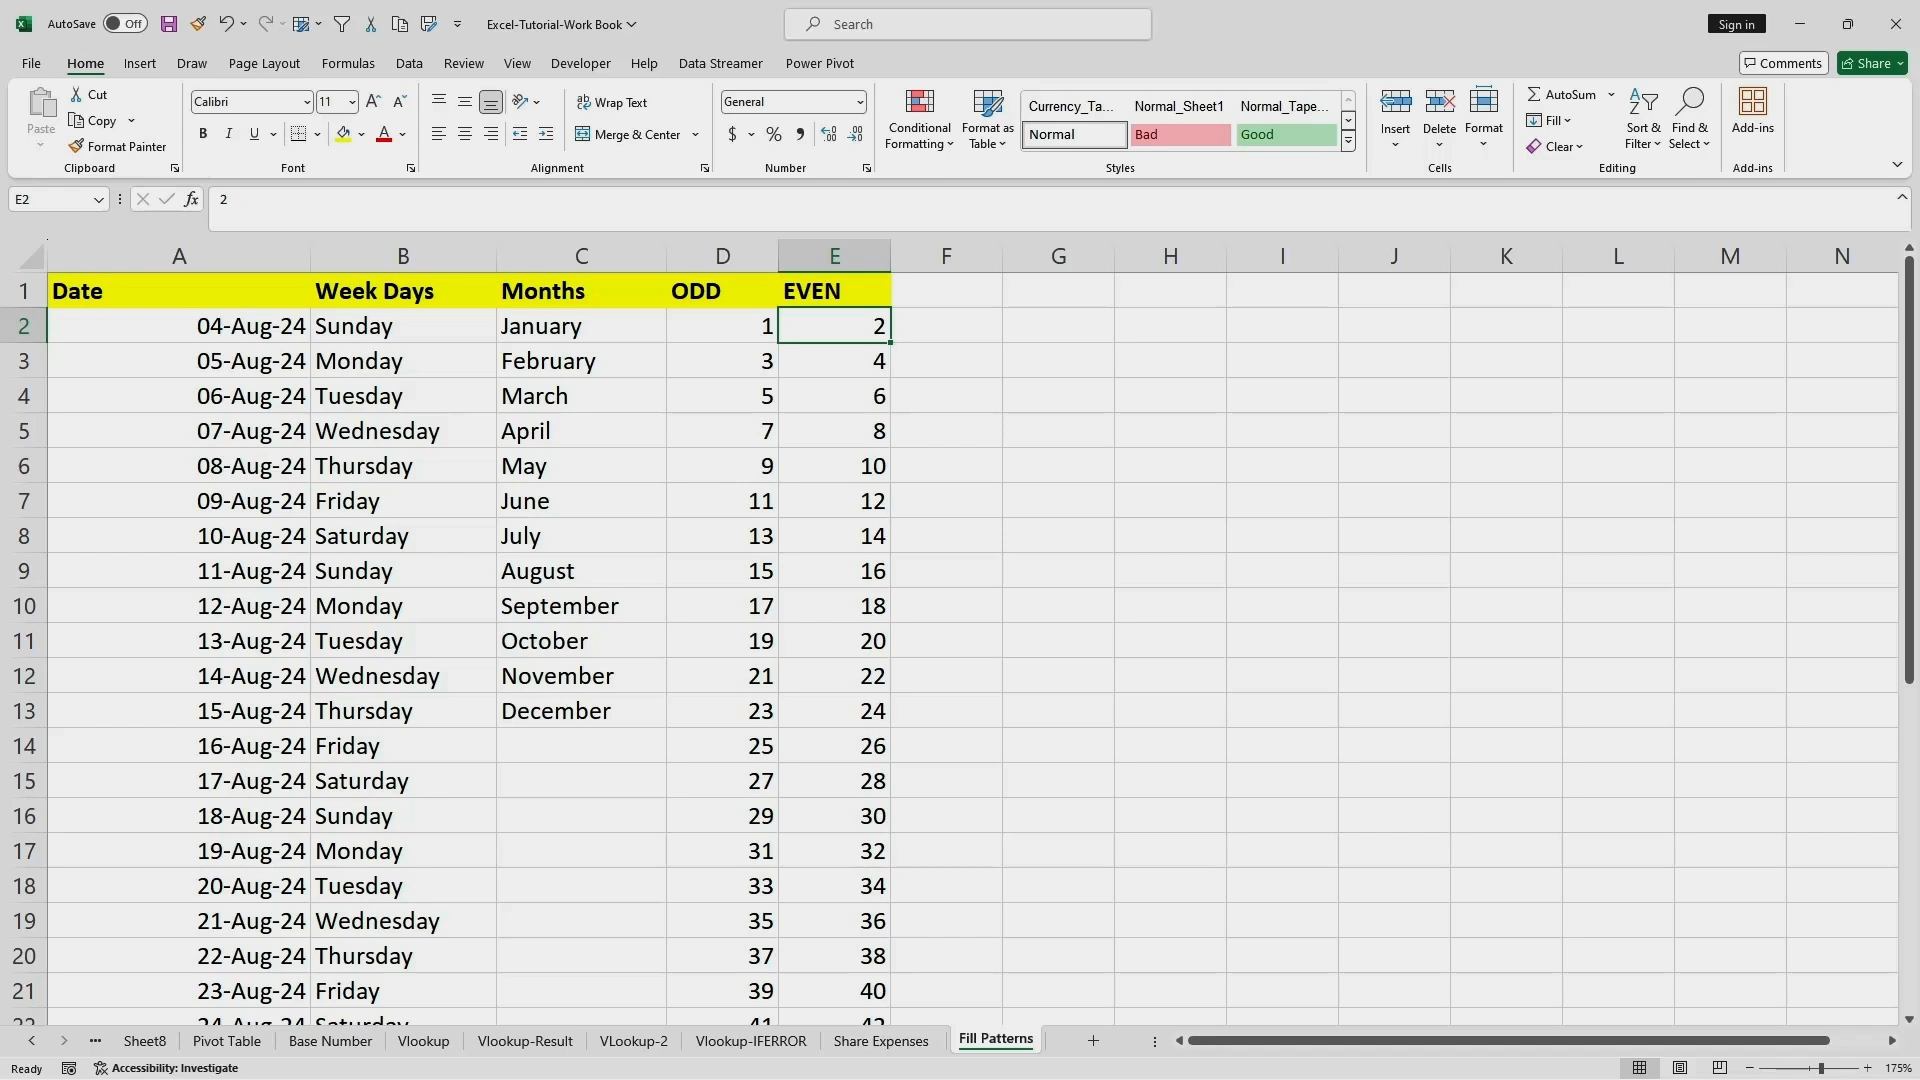 AutoSave Off Excel-Tutorial-Work Book Search Sign in
File Home Insert Draw Page Layout Formulas Data Review View Developer Help Data Streamer Power Pivot Comments Share
Paste
Cut
Copy
Format Painter
Clipboard
Calibri 11
B I U
Font
Wrap Text
Merge & Center
Alignment
General
$ % ,
Number
Conditional Formatting
Format as Table
Currency_Ta... Normal_Sheet1 Normal_Tape...
Normal Bad Good
Styles
Insert Delete Format
Cells
AutoSum
Fill
Clear
Sort & Filter
Find & Select
Editing
Add-ins
Add-ins
E2 fx 2
A B C D E F G H I J K L M N
1 Date Week Days Months ODD EVEN
2 04-Aug-24 Sunday January 1 2
3 05-Aug-24 Monday February 3 4
4 06-Aug-24 Tuesday March 5 6
5 07-Aug-24 Wednesday April 7 8
6 08-Aug-24 Thursday May 9 10
7 09-Aug-24 Friday June 11 12
8 10-Aug-24 Saturday July 13 14
9 11-Aug-24 Sunday August 15 16
10 12-Aug-24 Monday September 17 18
11 13-Aug-24 Tuesday October 19 20
12 14-Aug-24 Wednesday November 21 22
13 15-Aug-24 Thursday December 23 24
14 16-Aug-24 Friday 25 26
15 17-Aug-24 Saturday 27 28
16 18-Aug-24 Sunday 29 30
17 19-Aug-24 Monday 31 32
18 20-Aug-24 Tuesday 33 34
19 21-Aug-24 Wednesday 35 36
20 22-Aug-24 Thursday 37 38
21 23-Aug-24 Friday 39 40
22 24-Aug-24 Saturday 41 42
... Sheet8 Pivot Table Base Number Vlookup Vlookup-Result VLookup-2 Vlookup-IFERROR Share Expenses Fill Patterns
Ready Accessibility: Investigate 175%